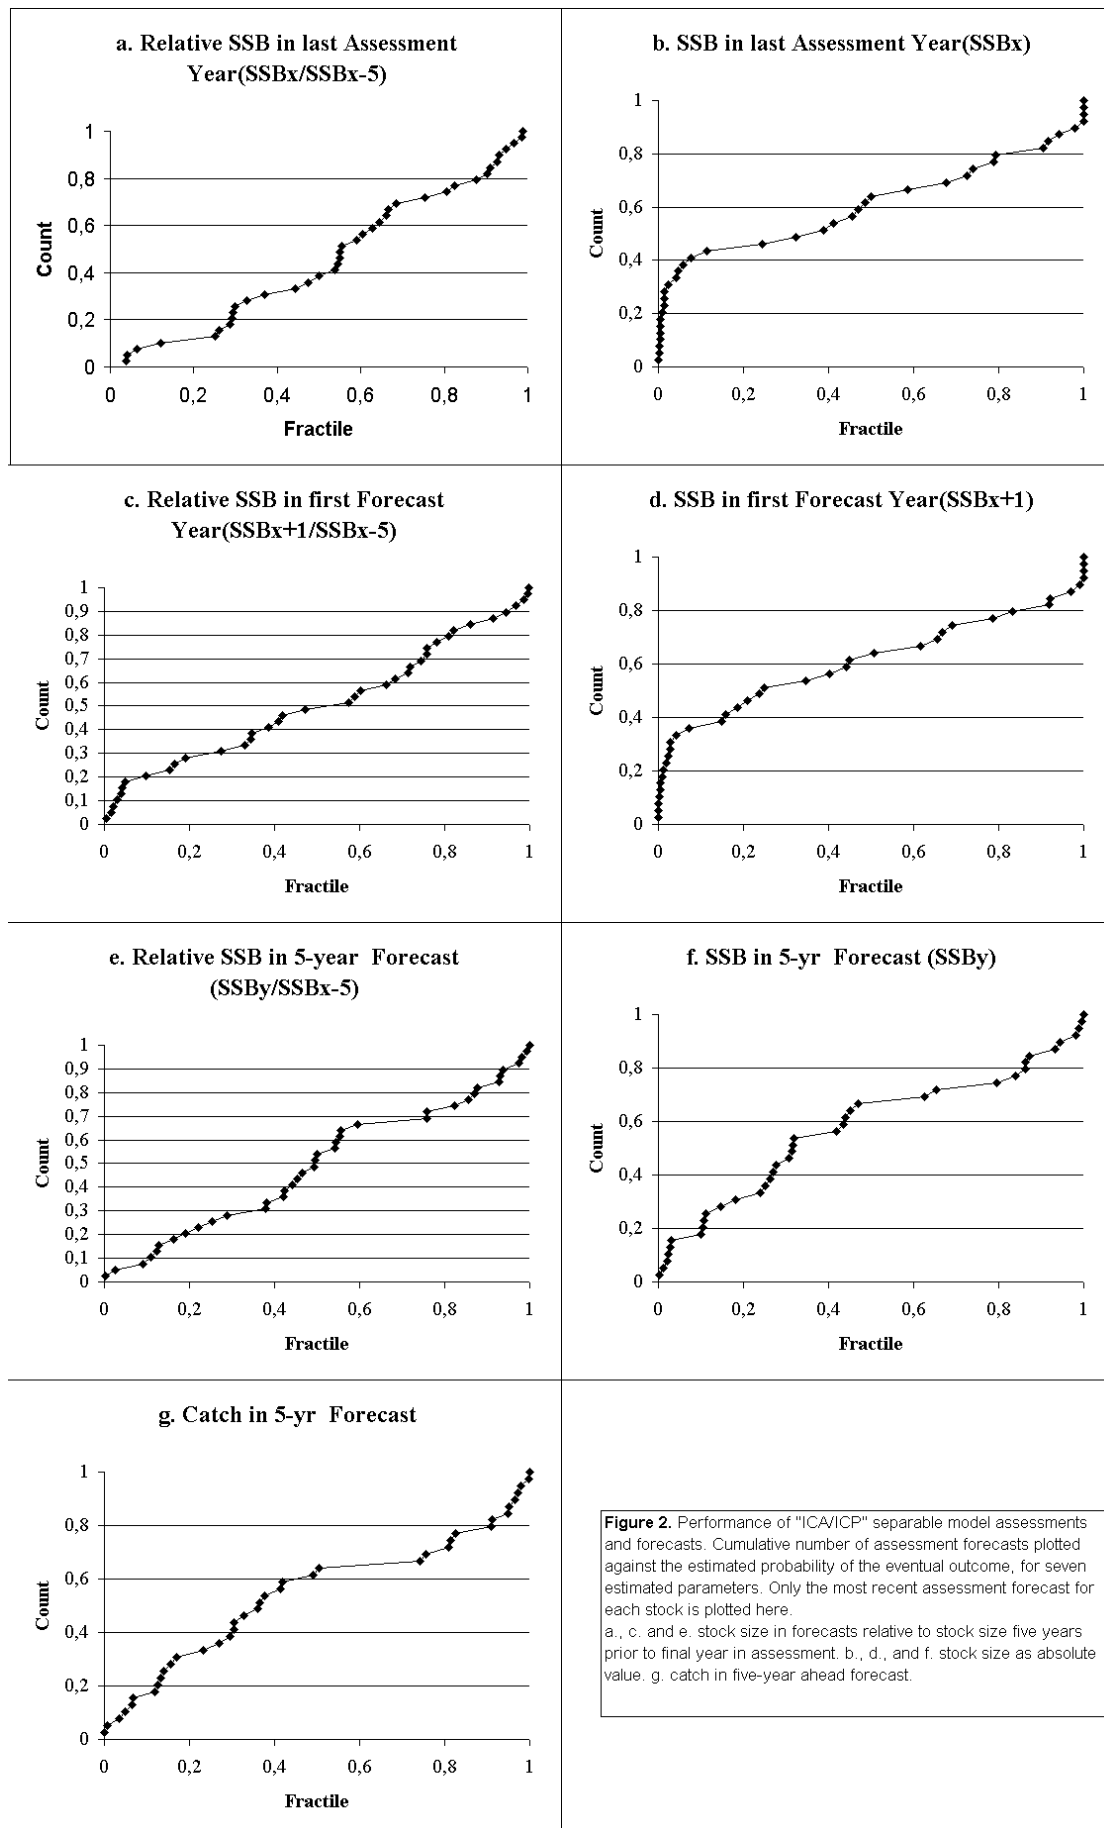 a. Relative SSB in last Assessment
Year(SSBx/SSBx-5)
1
0,8
0,6
0,4
0,2
0
Count
0 0,2 0,4 0,6 0,8 1
Fractile
b. SSB in last Assessment Year(SSBx)
1
0,8
0,6
0,4
0,2
0
Count
0 0,2 0,4 0,6 0,8 1
Fractile
c. Relative SSB in first Forecast
Year(SSBx+1/SSBx-5)
1
0,9
0,8
0,7
0,6
0,5
0,4
0,3
0,2
0,1
0
Count
0 0,2 0,4 0,6 0,8 1
Fractile
d. SSB in first Forecast Year(SSBx+1)
1
0,8
0,6
0,4
0,2
0
Count
0 0,2 0,4 0,6 0,8 1
Fractile
e. Relative SSB in 5-year Forecast
(SSBy/SSBx-5)
1
0,9
0,8
0,7
0,6
0,5
0,4
0,3
0,2
0,1
0
Count
0 0,2 0,4 0,6 0,8 1
Fractile
f. SSB in 5-yr Forecast (SSBy)
1
0,8
0,6
0,4
0,2
0
Count
0 0,2 0,4 0,6 0,8 1
Fractile
g. Catch in 5-yr Forecast
1
0,8
0,6
0,4
0,2
0
Count
0 0,2 0,4 0,6 0,8 1
Fractile
Figure 2. Performance of "ICA/ICP" separable model assessments
and forecasts. Cumulative number of assessment forecasts plotted
against the estimated probability of the eventual outcome, for seven
estimated parameters. Only the most recent assessment forecast for
each stock is plotted here.
a., c. and e. stock size in forecasts relative to stock size five years
prior to final year in assessment. b., d., and f. stock size as absolute
value. g. catch in five-year ahead forecast.